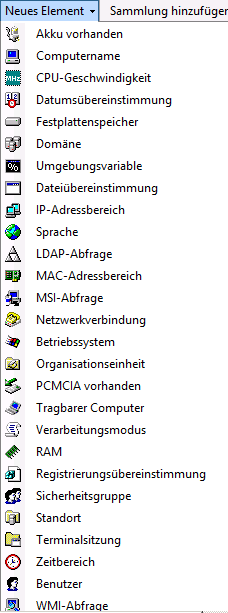 Neues Element
Sammlung hinzufügen
Akku vorhanden
Computername
MHz
CPU-Geschwindigkeit
Datumsübereinstimmung
Festplattenspeicher
Domäne
%
Umgebungsvariable
Dateiübereinstimmung
IP-Adressbereich
Sprache
LDAP-Abfrage
MAC-Adressbereich
MSI-Abfrage
Netzwerkverbindung
Betriebssystem
Organisationseinheit
PCMCIA vorhanden
Tragbarer Computer
Verarbeitungsmodus
RAM
Registrierungsübereinstimmung
Sicherheitsgruppe
Standort
Terminalsitzung
Zeitbereich
Benutzer
WMI-Abfrage